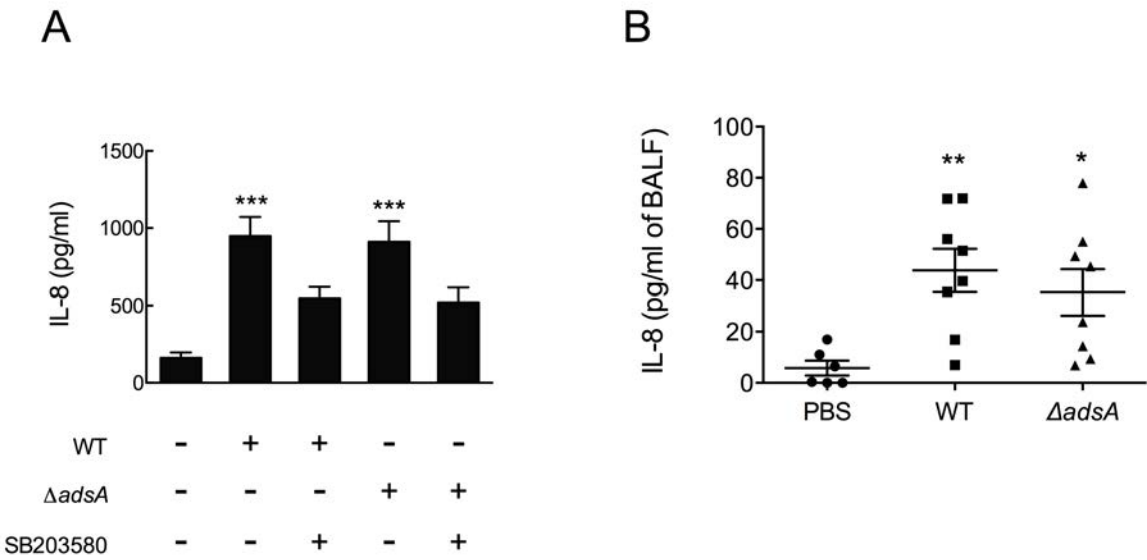 A
IL-8 (pg/ml)
1500
1000
500
0
***
***
WT - + + - -
ΔadsA - - - + +
SB203580 - - + - +
B
IL-8 (pg/ml of BALF)
100
80
60
40
20
0
**
*
PBS WT ΔadsA